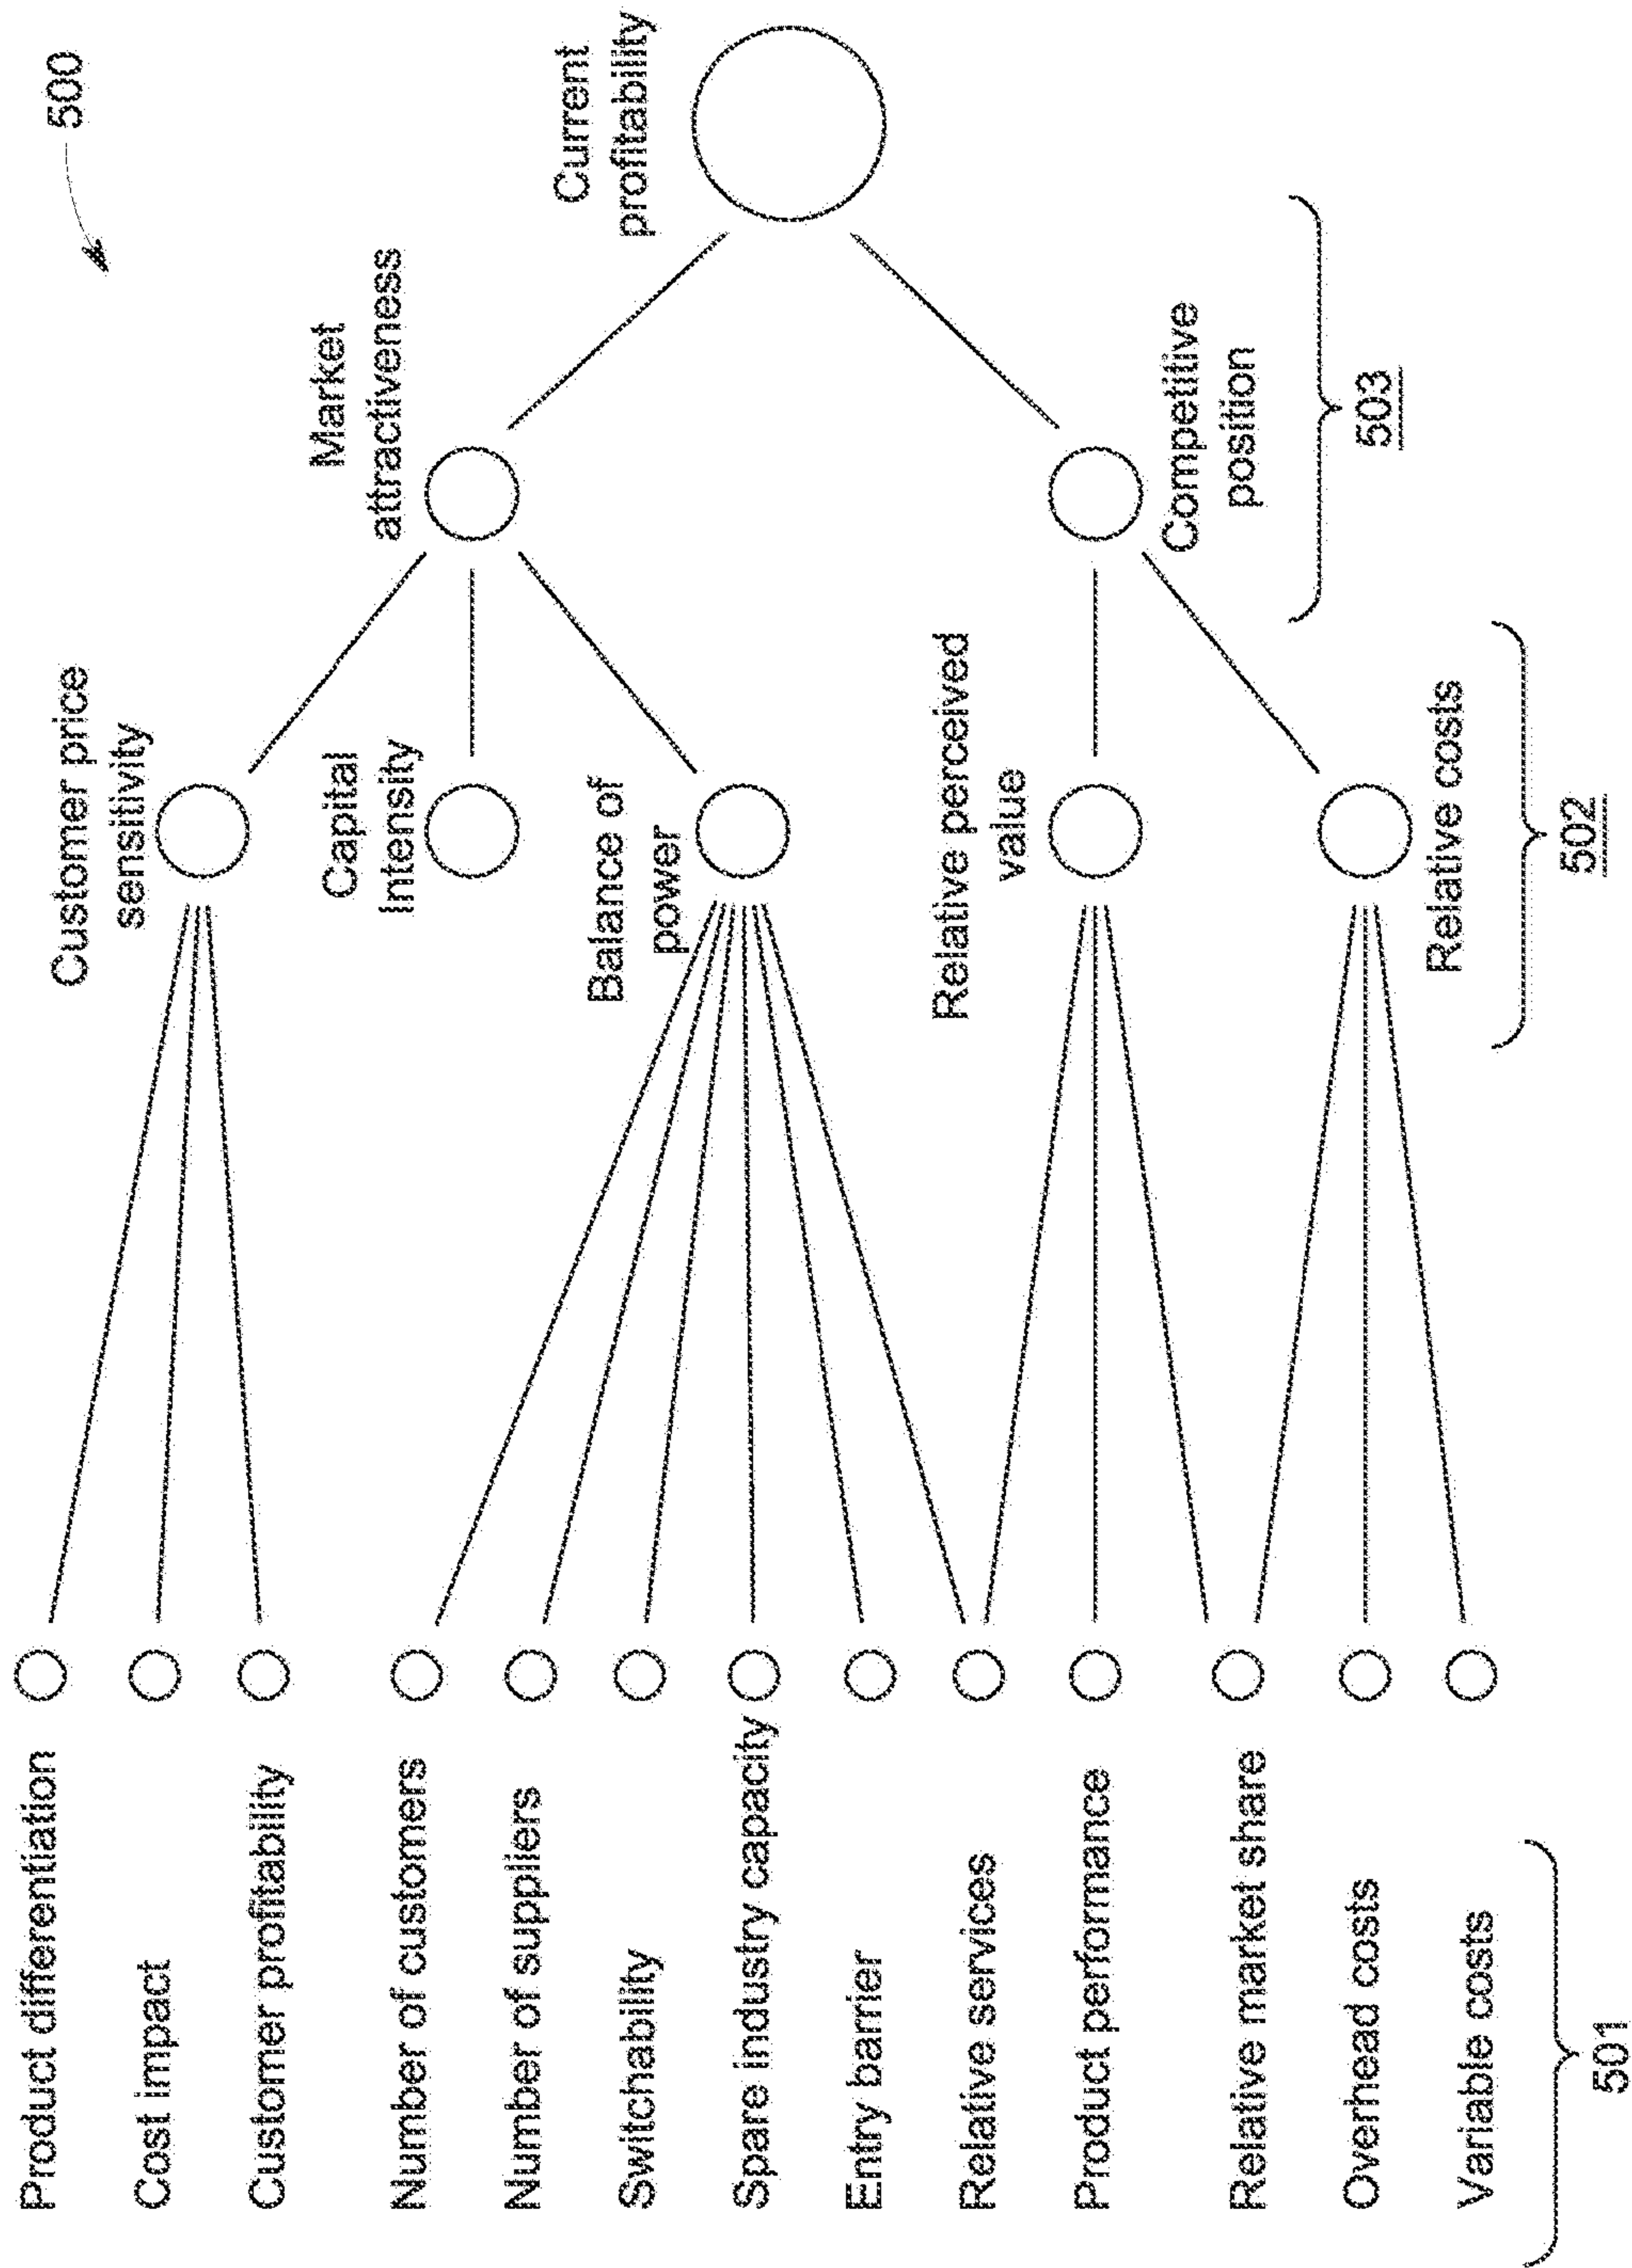 500
Current
profitability
Market
attractiveness
Competitive
position
503
Customer price
sensitivity
Capital
Intensity
Balance of
power
Relative perceived
value
Relative costs
502
Product differentiation
Cost impact
Customer profitability
Number of customers
Number of suppliers
Switchability
Spare industry capacity
Entry barrier
Relative services
Product performance
Relative market share
Overhead costs
Variable costs
501